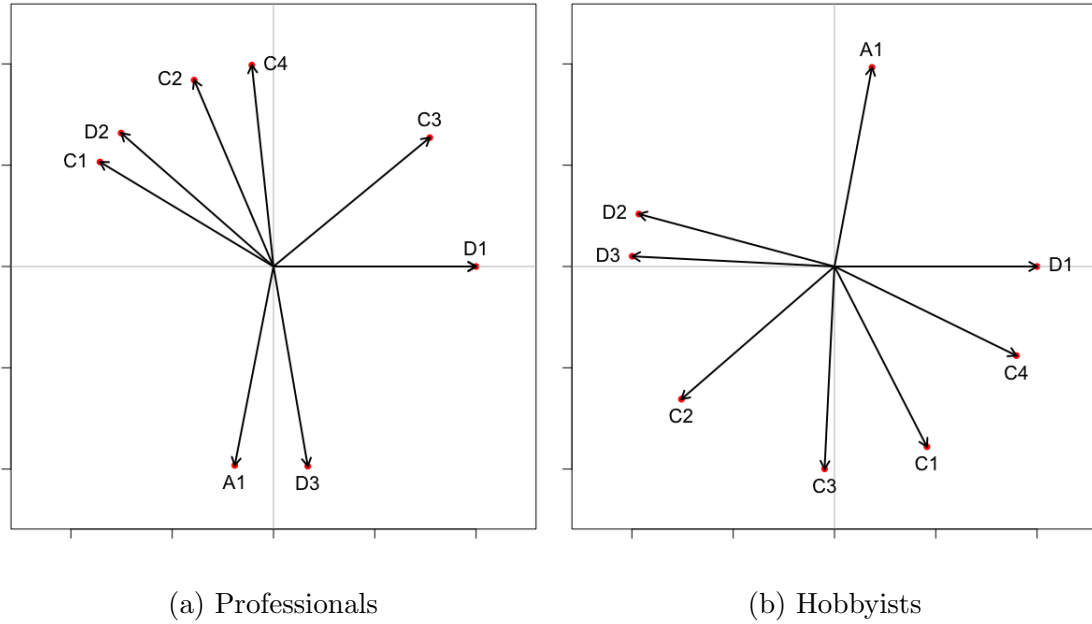 C4
C2
C3
D2
C1
D1
A1
D3
A1
D2
D3
D1
C4
C2
C1
C3
(a) Professionals
(b) Hobbyists